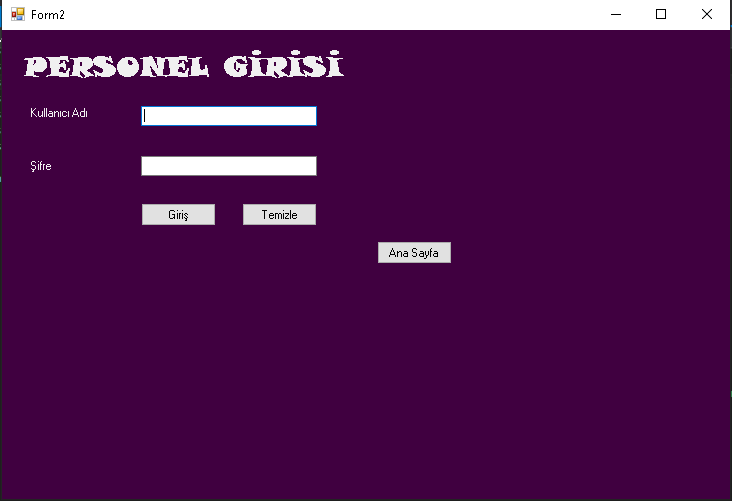 Form2
PERSONEL GİRİSİ
Kullanıcı Adı
Şifre
Giriş Temizle
Ana Sayfa